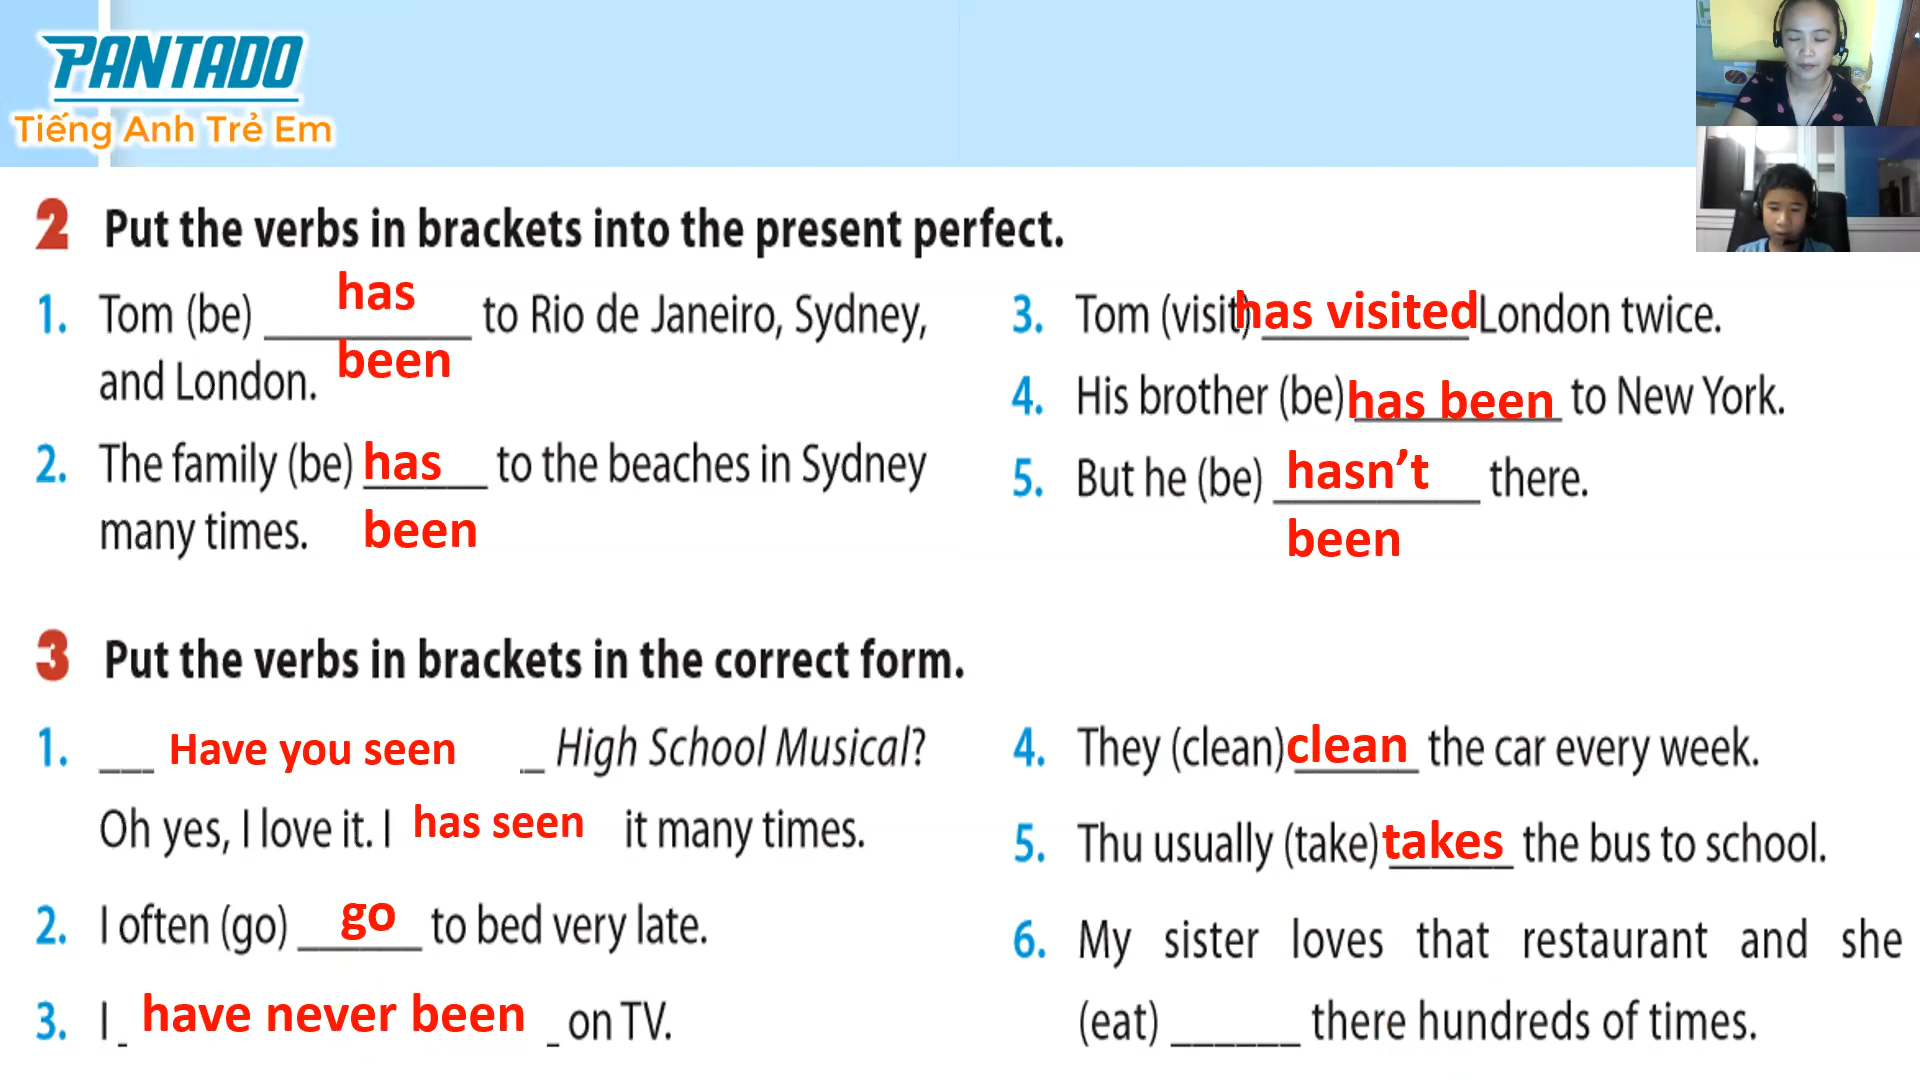 PANTADO
Tiếng Anh Trẻ Em
2 Put the verbs in brackets into the present perfect.
1. Tom (be) has been to Rio de Janeiro, Sydney,
and London.
2. The family (be) has been to the beaches in Sydney
many times.
3. Tom (visit) has visited London twice.
4. His brother (be) has been to New York.
5. But he (be) hasn't been there.
3 Put the verbs in brackets in the correct form.
1. ___ Have you seen _ High School Musical?
Oh yes, I love it. I has seen it many times.
2. I often (go) go to bed very late.
3. I _ have never been _ on TV.
4. They (clean) clean the car every week.
5. Thu usually (take) takes the bus to school.
6. My sister loves that restaurant and she
(eat) ______ there hundreds of times.